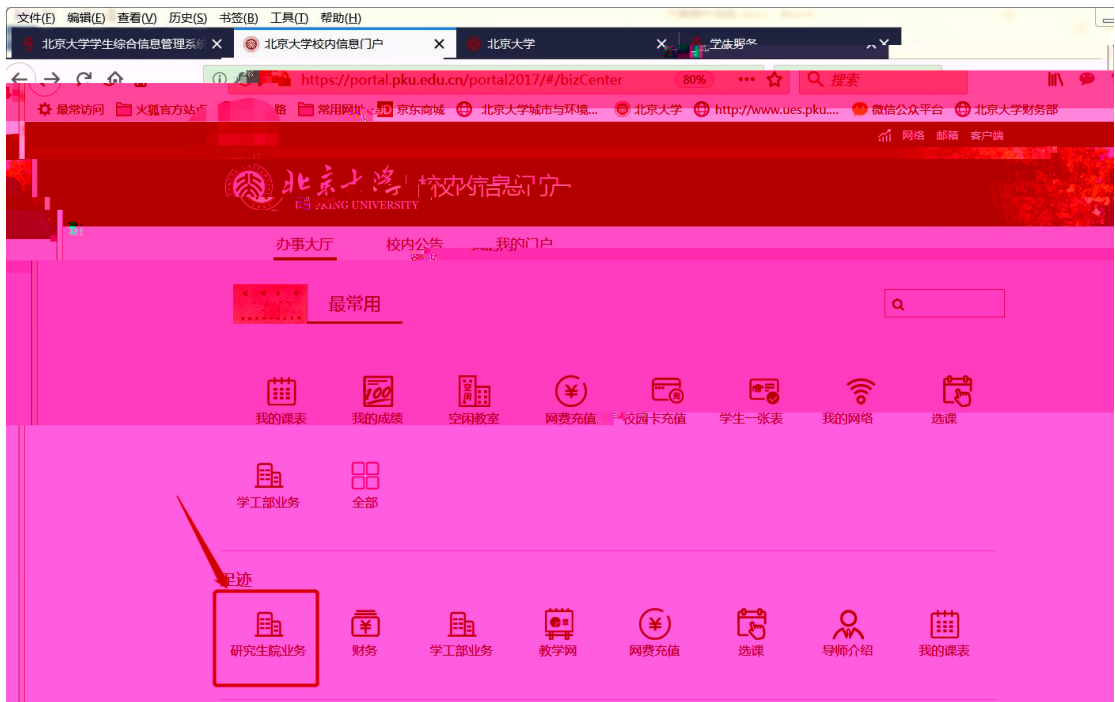 文件(F) 编辑(E) 查看(V) 历史(S) 书签(B) 工具(T) 帮助(H)
北京大学学生综合信息管理系统 北京大学校内信息门户 北京大学
https://portal.pku.edu.cn/portal2017/#/bizCenter 80% 搜索
最常访问 火狐官方站点 常用网址 JD 京东商城 北京大学城市与环境... 北京大学 http://www.ues.pku.... 微信公众平台 北京大学财务部
网络 邮箱 客户端
北京大学 校内信息门户
PEKING UNIVERSITY
办事大厅 校内公告 我的门户
最常用
我的课表 我的成绩 空闲教室 网费充值 校园卡充值 学生一张表 我的网络 选课
学工部业务 全部
足迹
研究生院业务 财务 学工部业务 教学网 网费充值 选课 导师介绍 我的课表